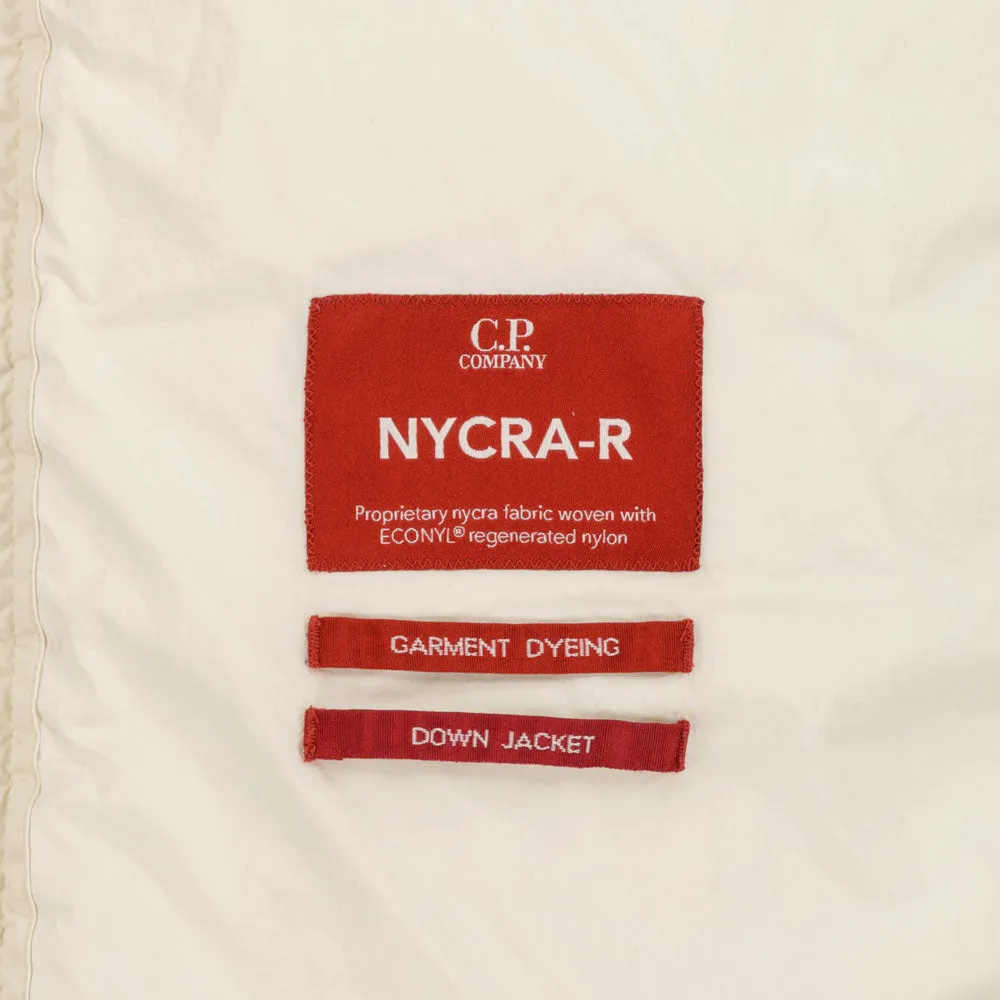 C.P.
COMPANY
NYCRA-R
Proprietary nycra fabric woven with
ECONYL® regenerated nylon
GARMENT DYEING
DOWN JACKET